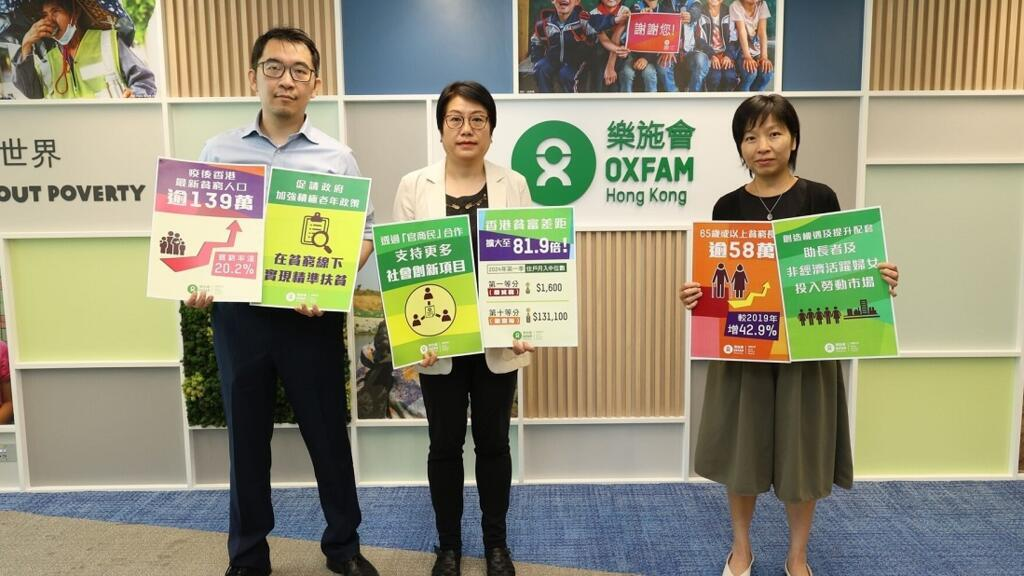 謝謝您!
世界
OUT POVERTY
樂施會
OXFAM
Hong Kong
疫後香港
最新貧窮人口
逾139萬
貧窮率達
20.2%
促請政府
加強積極老年政策
在貧窮線下
實現精準扶貧
透過「官商民」合作
支持更多
社會創新項目
香港貧富差距
擴大至 81.9倍!
2024年第一季 住戶月入中位數
第一等分
$1,600
第十等分
$131,100
65歲或以上貧窮長
逾58萬
較2019年
增42.9%
創造機遇及提升配套
助長者及
非經濟活躍婦女
投入勞動市場